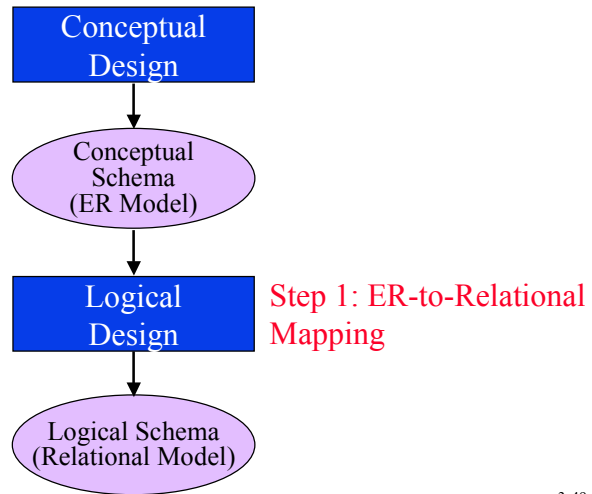 Conceptual
Design
Conceptual
Schema
(ER Model)
Logical
Design
Step 1: ER-to-Relational
Mapping
Logical Schema
(Relational Model)